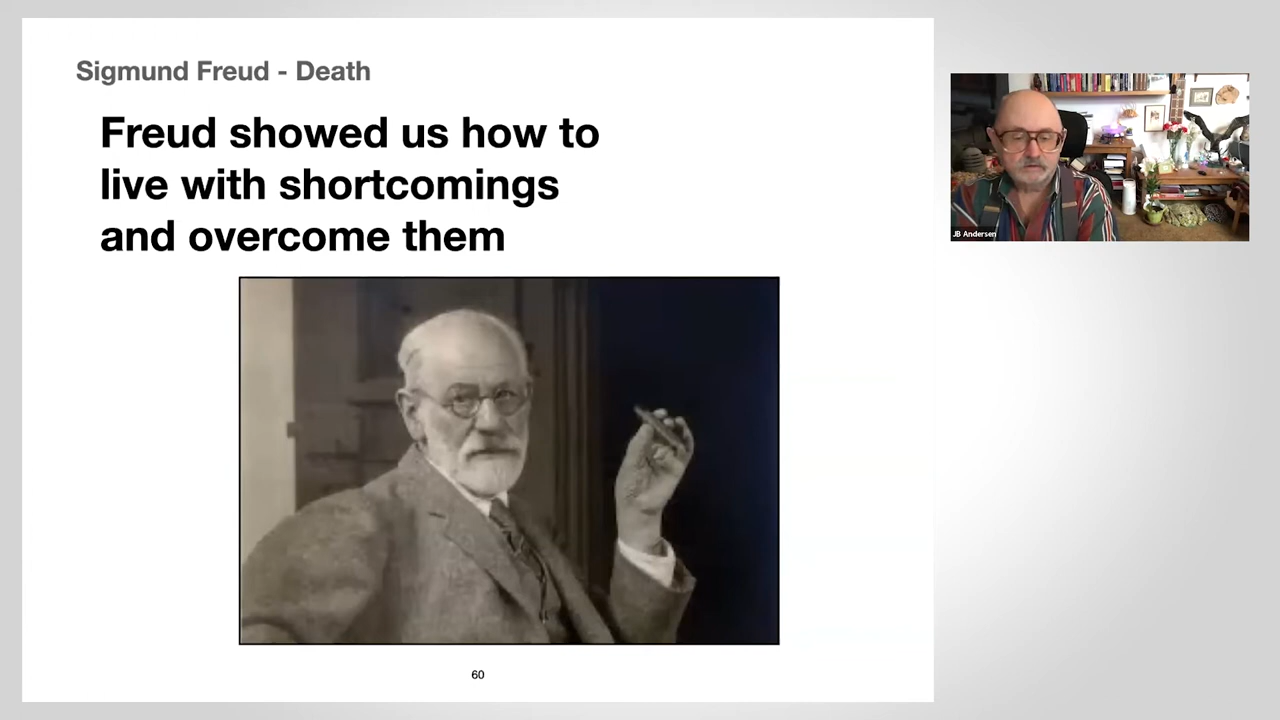 Sigmund Freud - Death
Freud showed us how to
live with shortcomings
and overcome them
60
JB Andersen